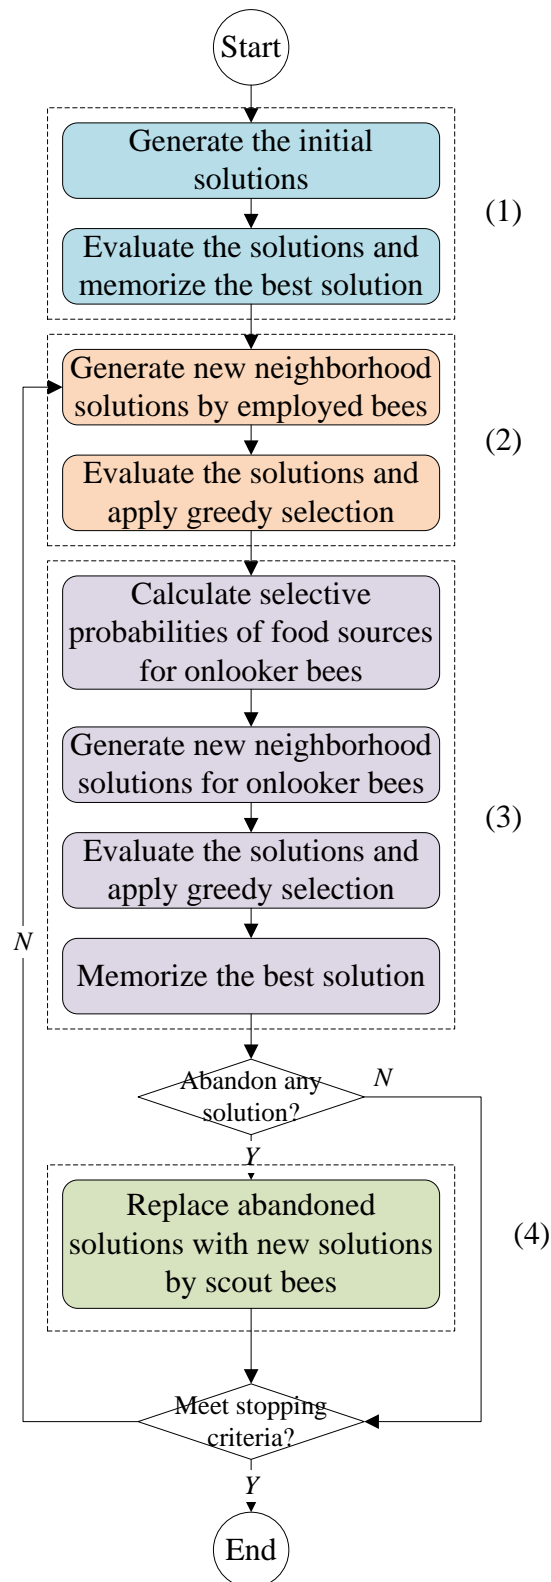 Start
Generate the initial
solutions
Evaluate the solutions and
memorize the best solution
(1)
Generate new neighborhood
solutions by employed bees
Evaluate the solutions and
apply greedy selection
(2)
Calculate selective
probabilities of food sources
for onlooker bees
Generate new neighborhood
solutions for onlooker bees
Evaluate the solutions and
apply greedy selection
Memorize the best solution
(3)
N
Abandon any
solution?
N
Y
Replace abandoned
solutions with new solutions
by scout bees
(4)
Meet stopping
criteria?
Y
End